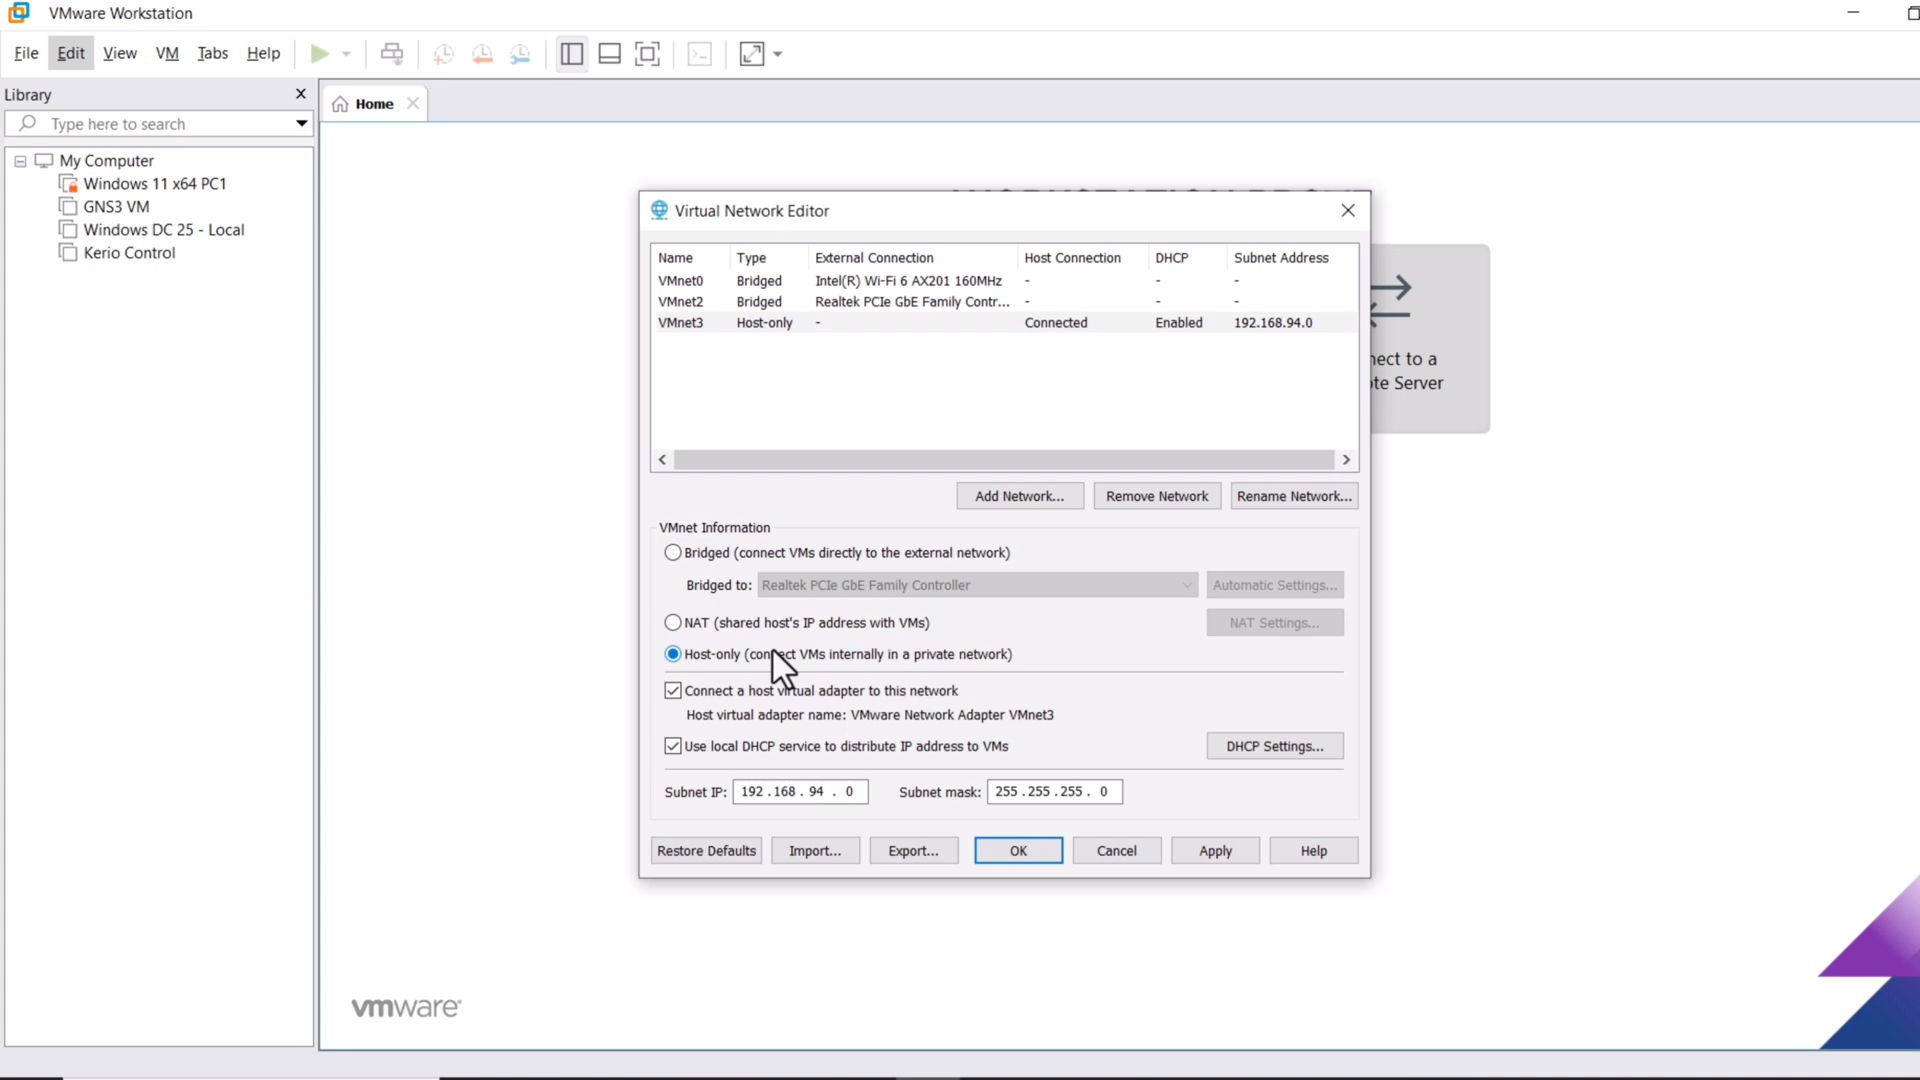 VMware Workstation
File Edit View VM Tabs Help
Library
Type here to search
My Computer
Windows 11 x64 PC1
GNS3 VM
Windows DC 25 - Local
Kerio Control
Home
Virtual Network Editor
Name Type External Connection Host Connection DHCP Subnet Address
VMnet0 Bridged Intel(R) Wi-Fi 6 AX201 160MHz - - -
VMnet2 Bridged Realtek PCIe GbE Family Contr... - - -
VMnet3 Host-only - Connected Enabled 192.168.94.0
Add Network... Remove Network Rename Network...
VMnet Information
Bridged (connect VMs directly to the external network)
Bridged to: Realtek PCIe GbE Family Controller Automatic Settings...
NAT (shared host's IP address with VMs) NAT Settings...
Host-only (connect VMs internally in a private network)
Connect a host virtual adapter to this network
Host virtual adapter name: VMware Network Adapter VMnet3
Use local DHCP service to distribute IP address to VMs DHCP Settings...
Subnet IP: 192 . 168 . 94 . 0 Subnet mask: 255 . 255 . 255 . 0
Restore Defaults Import... Export... OK Cancel Apply Help
nect to a
te Server
vmware